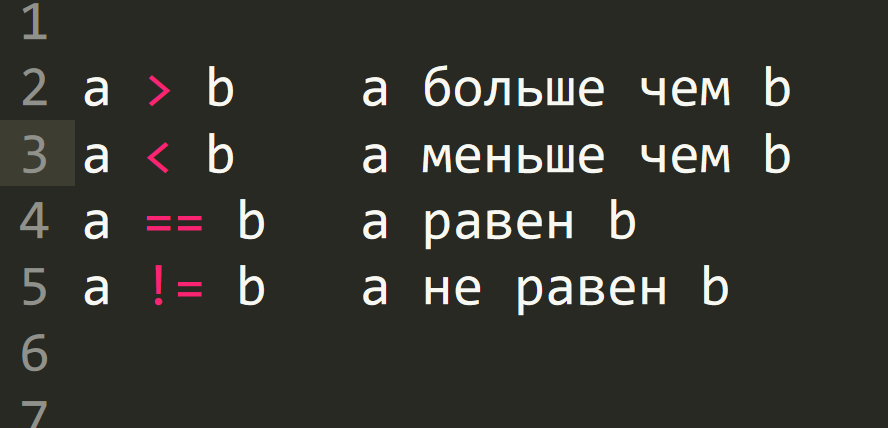 1
2 a > b a больше чем b
3 a < b a меньше чем b
4 a == b a равен b
5 a != b a не равен b
6
7